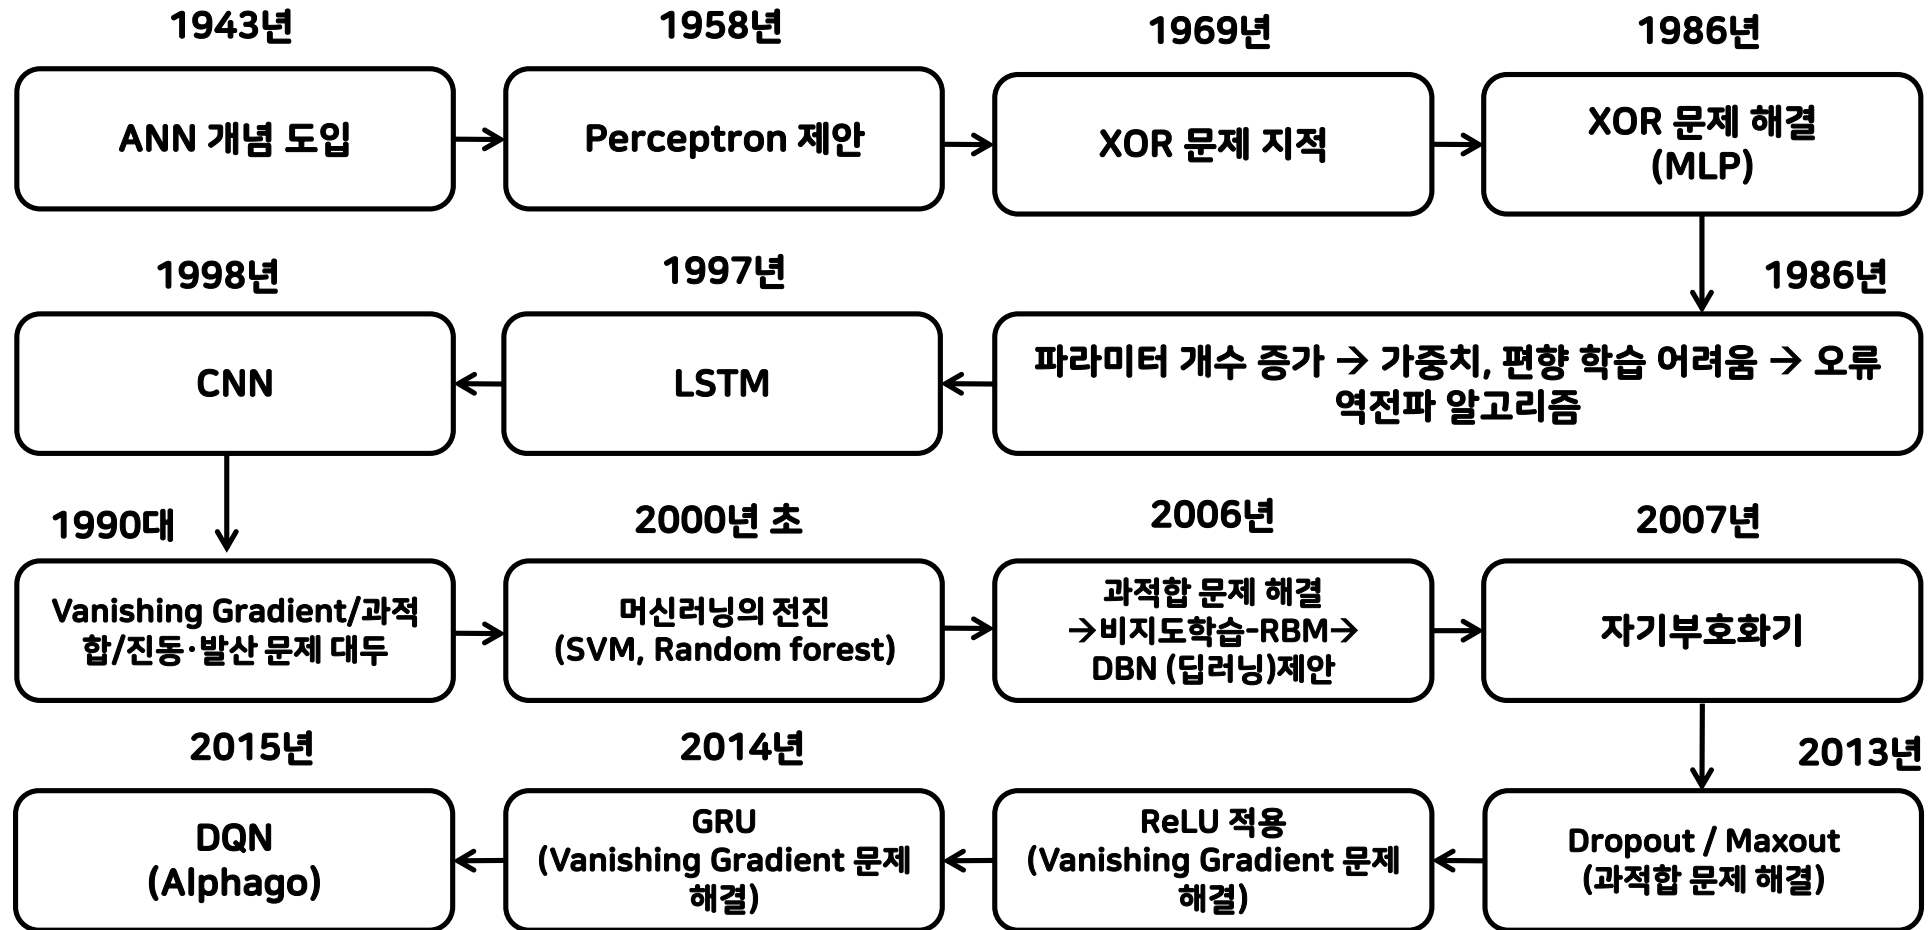 1943년
ANN 개념 도입
1958년
Perceptron 제안
1969년
XOR 문제 지적
1986년
XOR 문제 해결
(MLP)
1986년
파라미터 개수 증가 → 가중치, 편향 학습 어려움 → 오류
역전파 알고리즘
1997년
LSTM
1998년
CNN
1990대
Vanishing Gradient/과적
합/진동·발산 문제 대두
2000년 초
머신러닝의 전진
(SVM, Random forest)
2006년
과적합 문제 해결
→비지도학습-RBM→
DBN (딥러닝)제안
2007년
자기부호화기
2013년
Dropout / Maxout
(과적합 문제 해결)
ReLU 적용
(Vanishing Gradient 문제
해결)
2014년
GRU
(Vanishing Gradient 문제
해결)
2015년
DQN
(Alphago)